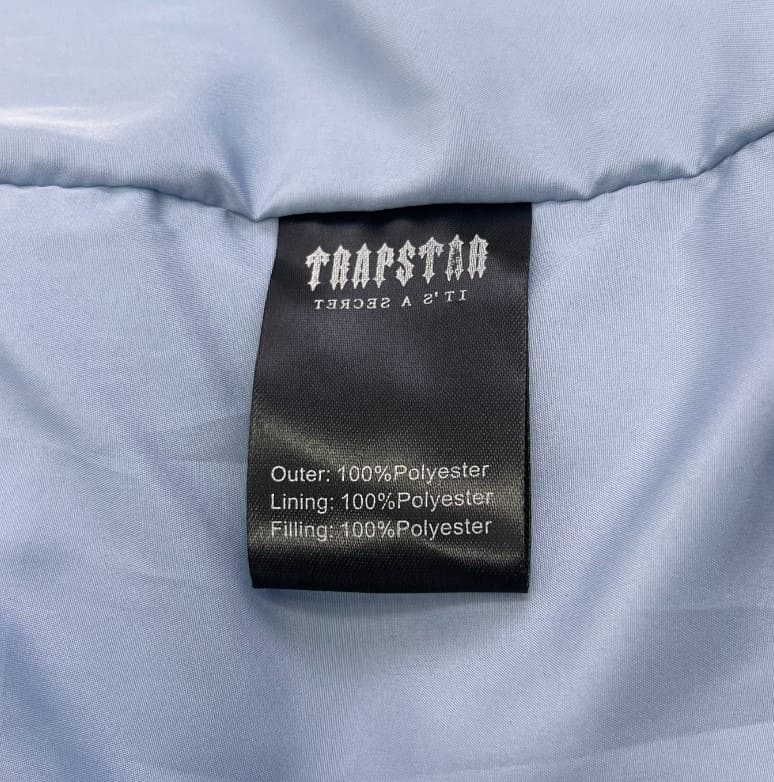 TRAPSTAR
IT'S A SECRET
Outer: 100%Polyester
Lining: 100%Polyester
Filling: 100%Polyester